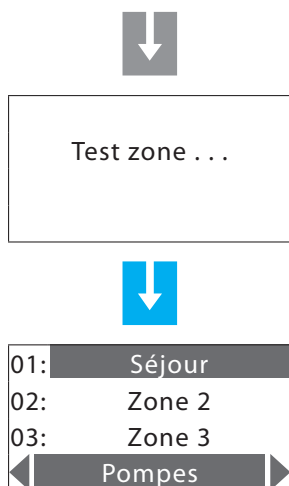 Test zone . . .
01: Séjour
02: Zone 2
03: Zone 3
Pompes